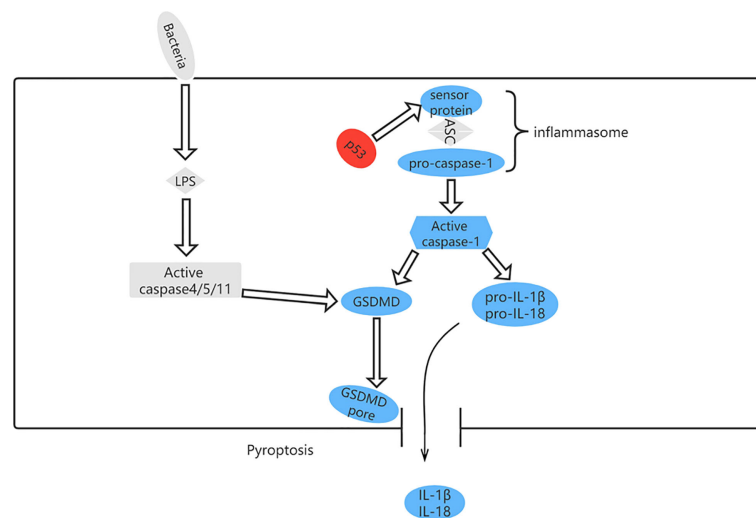 Bacteria
sensor
protein
ASC
inflammasome
p53
pro-caspase-1
LPS
Active
caspase-1
Active
caspase4/5/11
GSDMD
pro-IL-1β
pro-IL-18
GSDMD
pore
Pyroptosis
IL-1β
IL-18